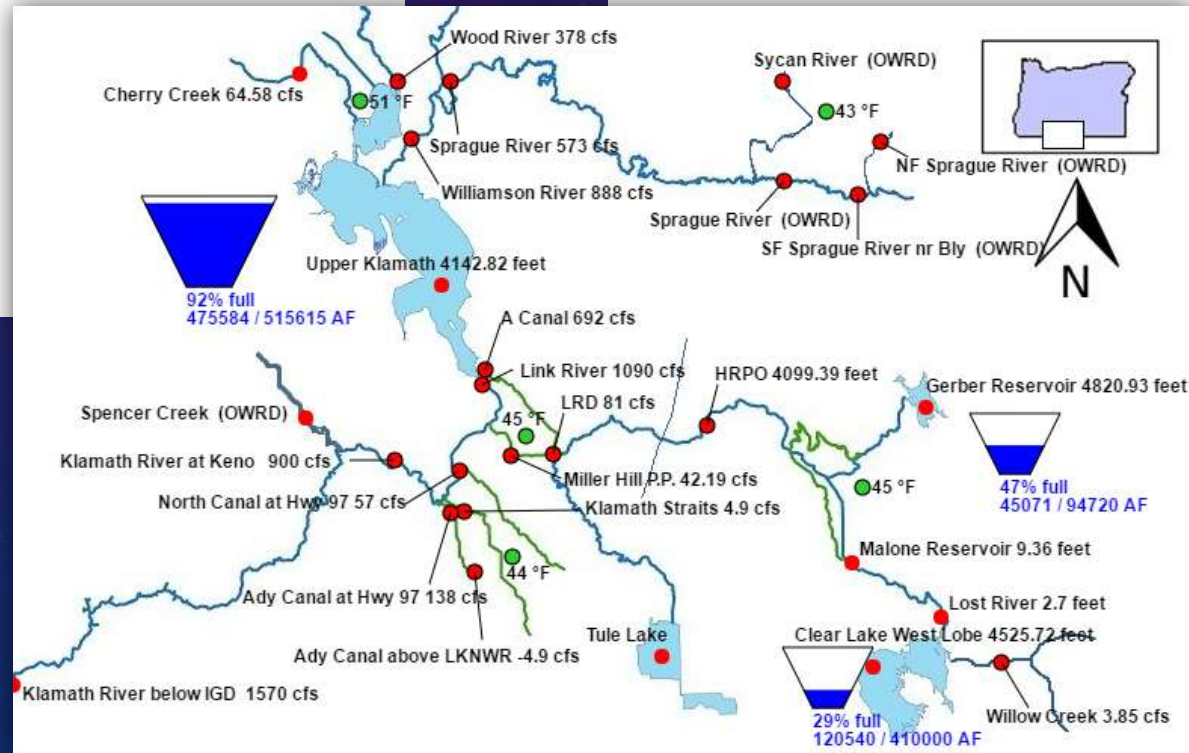 Wood River 378 cfs
Sycan River (OWRD)
Cherry Creek 64.58 cfs
51 °F
43 °F
Sprague River 573 cfs
NF Sprague River (OWRD)
Williamson River 888 cfs
Sprague River (OWRD)
SF Sprague River nr Bly (OWRD)
Upper Klamath 4142.82 feet
N
92% full
475584 / 515615 AF
A Canal 692 cfs
Link River 1090 cfs
HRPO 4099.39 feet
Gerber Reservoir 4820.93 feet
LRD 81 cfs
Spencer Creek (OWRD)
45 °F
Klamath River at Keno 900 cfs
Miller Hill P.P. 42.19 cfs
45 °F
47% full
45071 / 94720 AF
North Canal at Hwy 97 57 cfs
Klamath Straits 4.9 cfs
Malone Reservoir 9.36 feet
44 °F
Ady Canal at Hwy 97 138 cfs
Lost River 2.7 feet
Tule Lake
Clear Lake West Lobe 4525.72 feet
Ady Canal above LKNWR -4.9 cfs
Klamath River below IGD 1570 cfs
Willow Creek 3.85 cfs
29% full
120540 / 410000 AF